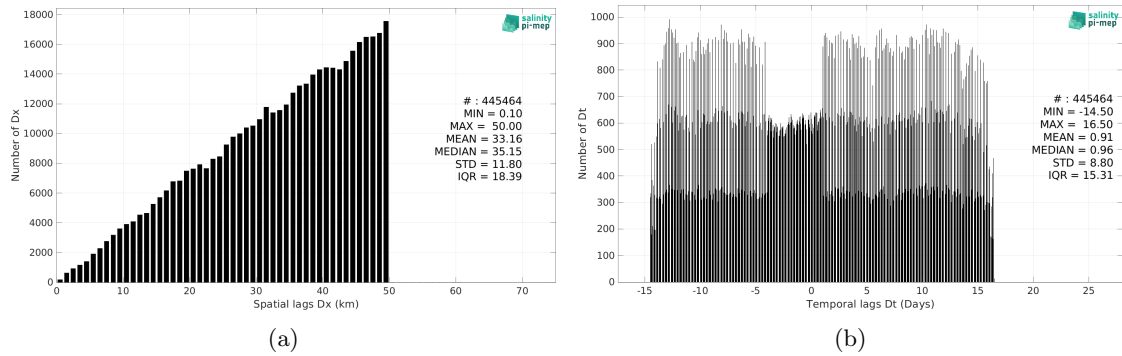 18000
16000
14000
12000
10000
8000
6000
4000
2000
0
Number of Dx
0 10 20 30 40 50 60 70
Spatial lags Dx (km)
salinity
pi-mep
# : 445464
MIN = 0.10
MAX = 50.00
MEAN = 33.16
MEDIAN = 35.15
STD = 11.80
IQR = 18.39
(a)
1000
900
800
700
600
500
400
300
200
100
0
Number of Dt
-15 -10 -5 0 5 10 15 20 25
Temporal lags Dt (Days)
salinity
pi-mep
# : 445464
MIN = -14.50
MAX = 16.50
MEAN = 0.91
MEDIAN = 0.96
STD = 8.80
IQR = 15.31
(b)